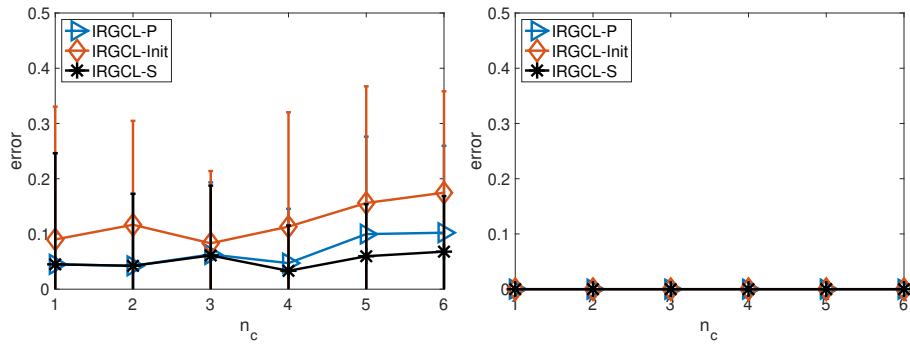 0.5
0.4
0.3
0.2
0.1
0
error
IRGCL-P
IRGCL-Init
IRGCL-S
1 2 3 4 5 6
n_c
0.5
0.4
0.3
0.2
0.1
0
error
IRGCL-P
IRGCL-Init
IRGCL-S
1 2 3 4 5 6
n_c